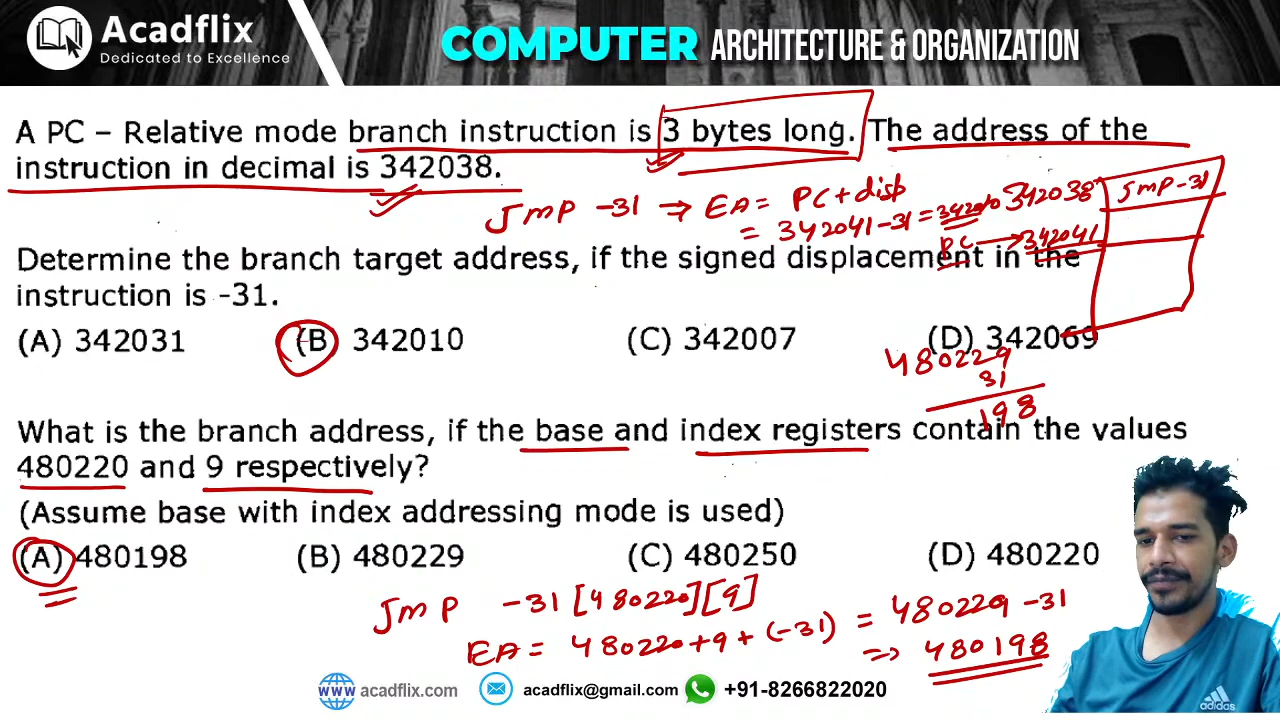 Acadflix
Dedicated to Excellence
COMPUTER ARCHITECTURE & ORGANIZATION
A PC – Relative mode branch instruction is 3 bytes long. The address of the
instruction in decimal is 342038.
JMP -31 → EA = PC + disp
= 342041 - 31 = 342010
342038
JMP -31
PC → 342041
Determine the branch target address, if the signed displacement in the
instruction is -31.
(A) 342031 (B) 342010 (C) 342007 (D) 342069
480229
31
198
What is the branch address, if the base and index registers contain the values
480220 and 9 respectively?
(Assume base with index addressing mode is used)
(A) 480198 (B) 480229 (C) 480250 (D) 480220
JMP -31 [480220][9]
EA = 480220 + 9 + (-31) = 480229 - 31
⇒ 480198
www acadflix.com acadflix@gmail.com +91-8266822020
adidas